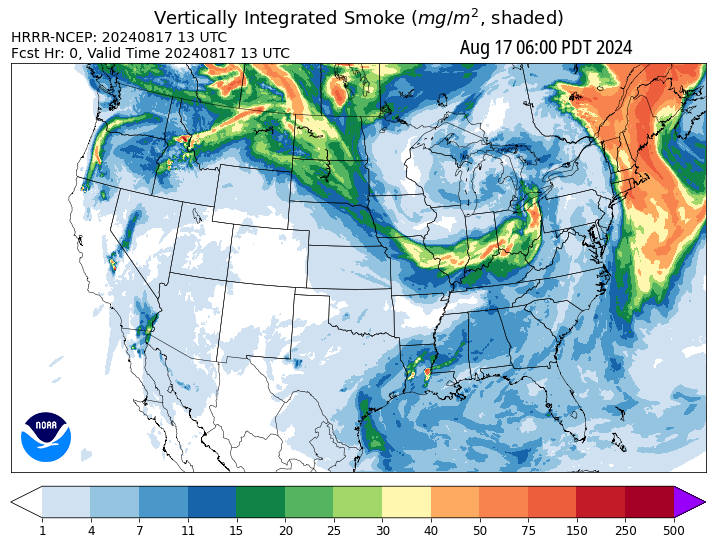 Vertically Integrated Smoke (mg/m², shaded)
HRRR-NCEP: 20240817 13 UTC
Fcst Hr: 0, Valid Time 20240817 13 UTC
Aug 17 06:00 PDT 2024
NOAA
1 4 7 11 15 20 25 30 40 50 75 150 250 500